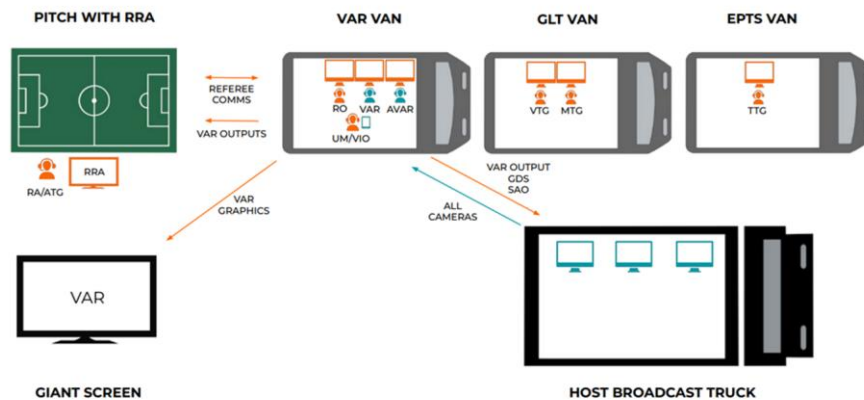 PITCH WITH RRA
VAR VAN
GLT VAN
EPTS VAN
REFEREE
COMMS
VAR OUTPUTS
RO
VAR
AVAR
UM/VIO
VTG
MTG
TTG
RA/ATG
RRA
VAR
GRAPHICS
VAR OUTPUT
GDS
SAO
ALL
CAMERAS
VAR
GIANT SCREEN
HOST BROADCAST TRUCK